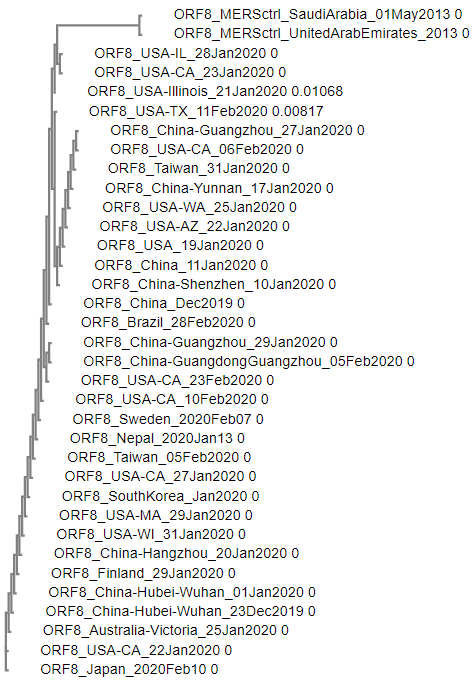 ORF8_MERSctrl_SaudiArabia_01May2013 0
ORF8_MERSctrl_UnitedArabEmirates_2013 0
ORF8_USA-IL_28Jan2020 0
ORF8_USA-CA_23Jan2020 0
ORF8_USA-Illinois_21Jan2020 0.01068
ORF8_USA-TX_11Feb2020 0.00817
ORF8_China-Guangzhou_27Jan2020 0
ORF8_USA-CA_06Feb2020 0
ORF8_Taiwan_31Jan2020 0
ORF8_China-Yunnan_17Jan2020 0
ORF8_USA-WA_25Jan2020 0
ORF8_USA-AZ_22Jan2020 0
ORF8_USA_19Jan2020 0
ORF8_China_11Jan2020 0
ORF8_China-Shenzhen_10Jan2020 0
ORF8_China_Dec2019 0
ORF8_Brazil_28Feb2020 0
ORF8_China-Guangzhou_29Jan2020 0
ORF8_China-GuangdongGuangzhou_05Feb2020 0
ORF8_USA-CA_23Feb2020 0
ORF8_USA-CA_10Feb2020 0
ORF8_Sweden_2020Feb07 0
ORF8_Nepal_2020Jan13 0
ORF8_Taiwan_05Feb2020 0
ORF8_USA-CA_27Jan2020 0
ORF8_SouthKorea_Jan2020 0
ORF8_USA-MA_29Jan2020 0
ORF8_USA-WI_31Jan2020 0
ORF8_China-Hangzhou_20Jan2020 0
ORF8_Finland_29Jan2020 0
ORF8_China-Hubei-Wuhan_01Jan2020 0
ORF8_China-Hubei-Wuhan_23Dec2019 0
ORF8_Australia-Victoria_25Jan2020 0
ORF8_USA-CA_22Jan2020 0
ORF8_Japan_2020Feb10 0